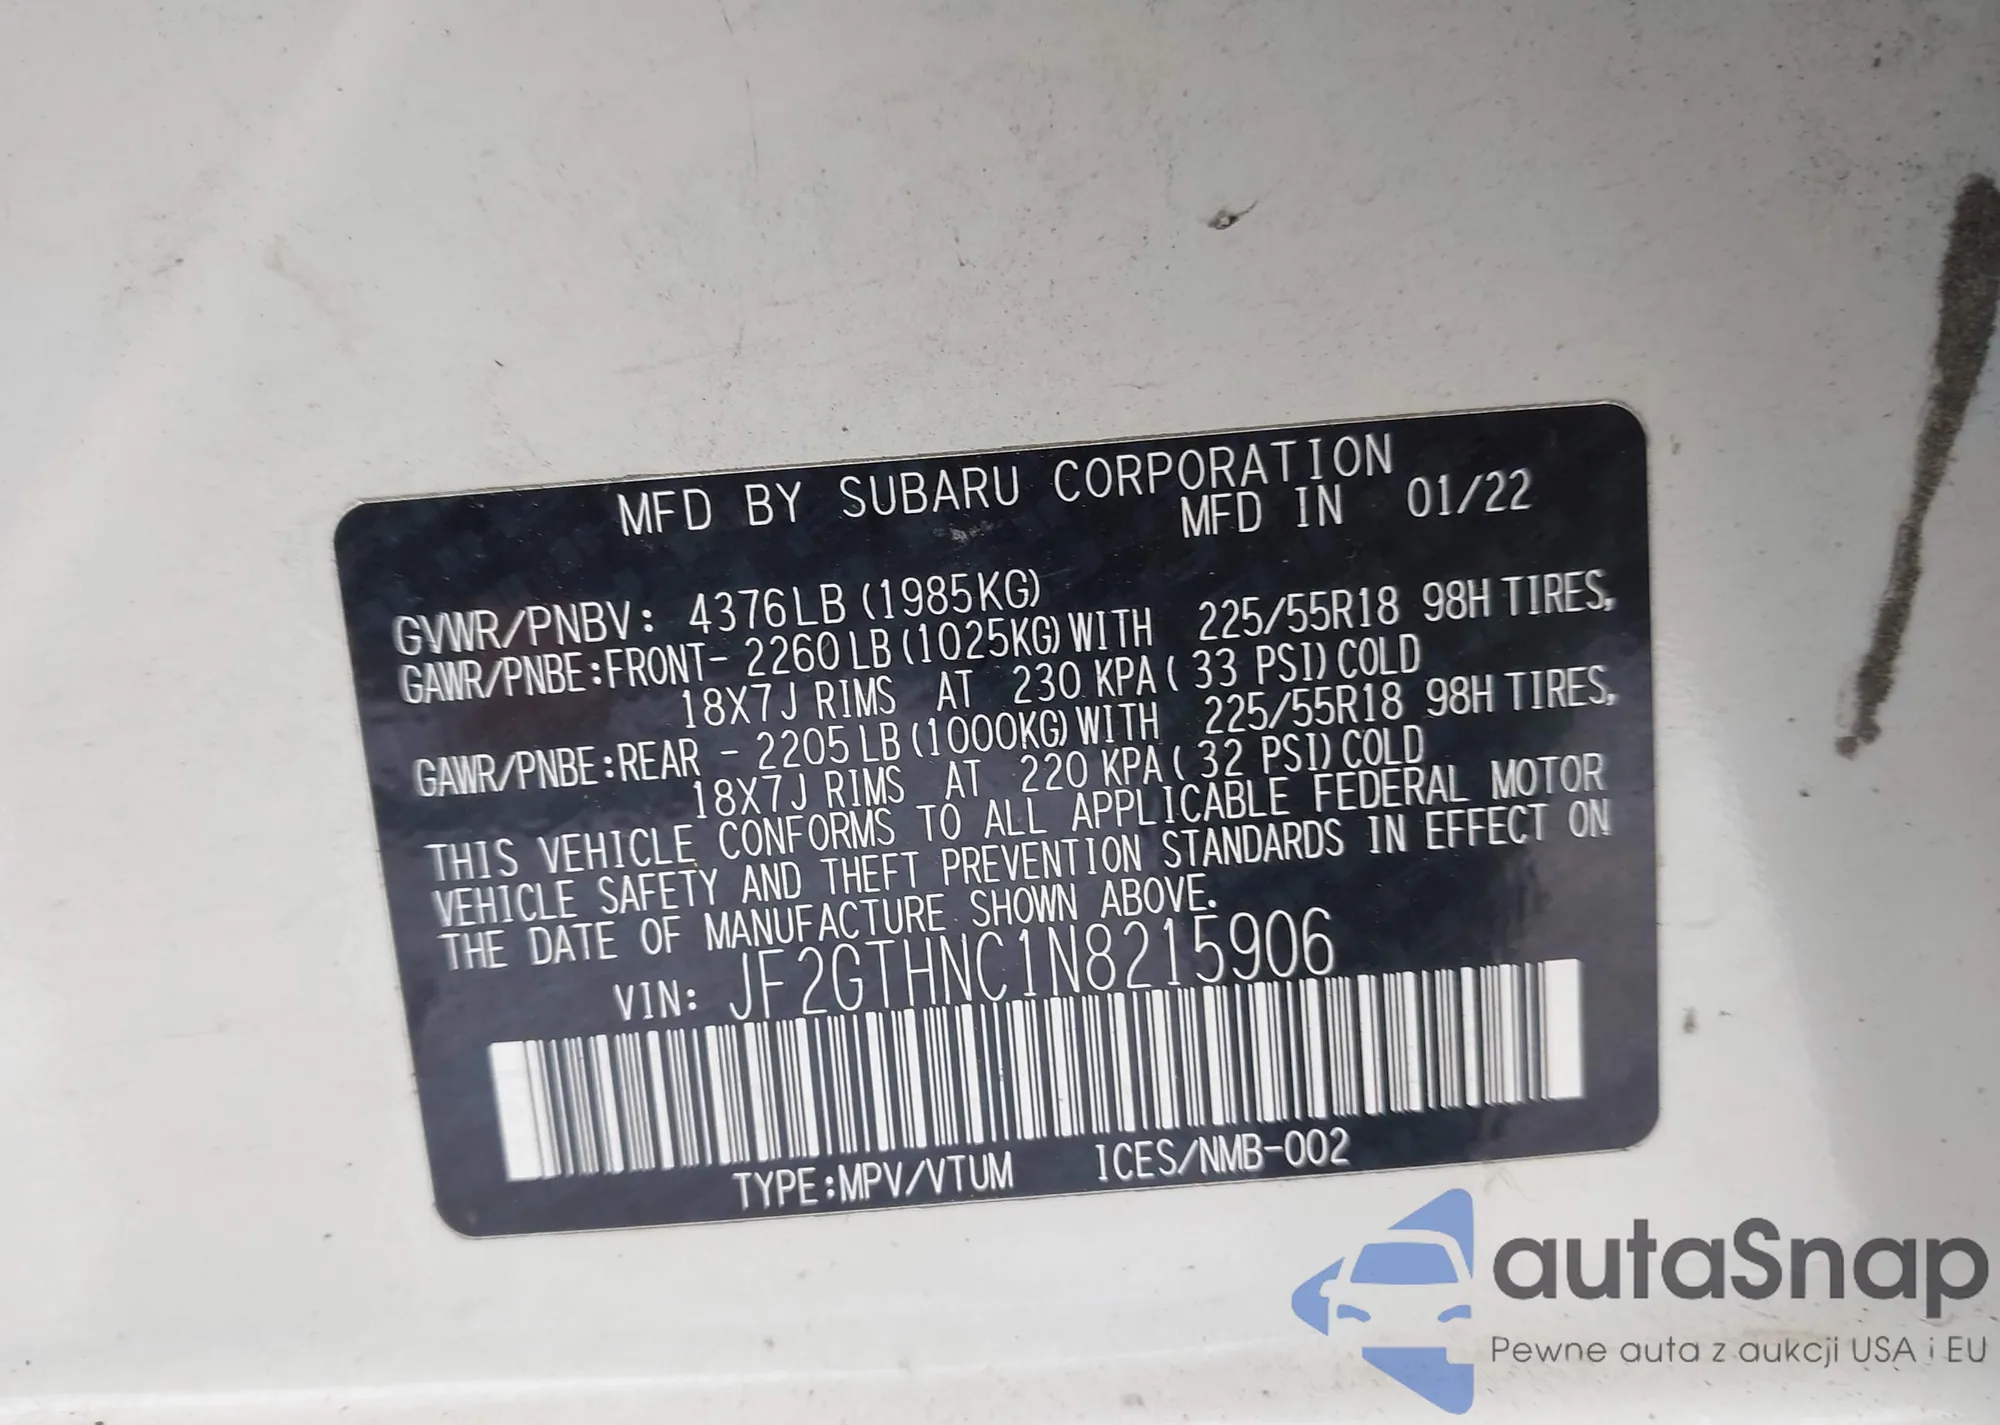 MFD BY SUBARU CORPORATION
MFD IN 01/22
GVWR/PNBV: 4376LB (1985KG)
GAWR/PNBE:FRONT- 2260LB (1025KG)WITH 225/55R18 98H TIRES,
18X7J RIMS AT 230 KPA( 33 PSI)COLD
GAWR/PNBE:REAR - 2205LB (1000KG)WITH 225/55R18 98H TIRES,
18X7J RIMS AT 220 KPA( 32 PSI)COLD
THIS VEHICLE CONFORMS TO ALL APPLICABLE FEDERAL MOTOR
VEHICLE SAFETY AND THEFT PREVENTION STANDARDS IN EFFECT ON
THE DATE OF MANUFACTURE SHOWN ABOVE.
VIN: JF2GTHNC1N8215906
TYPE:MPV/VTUM ICES/NMB-002
autaSnap
Pewne auta z aukcji USA i EU